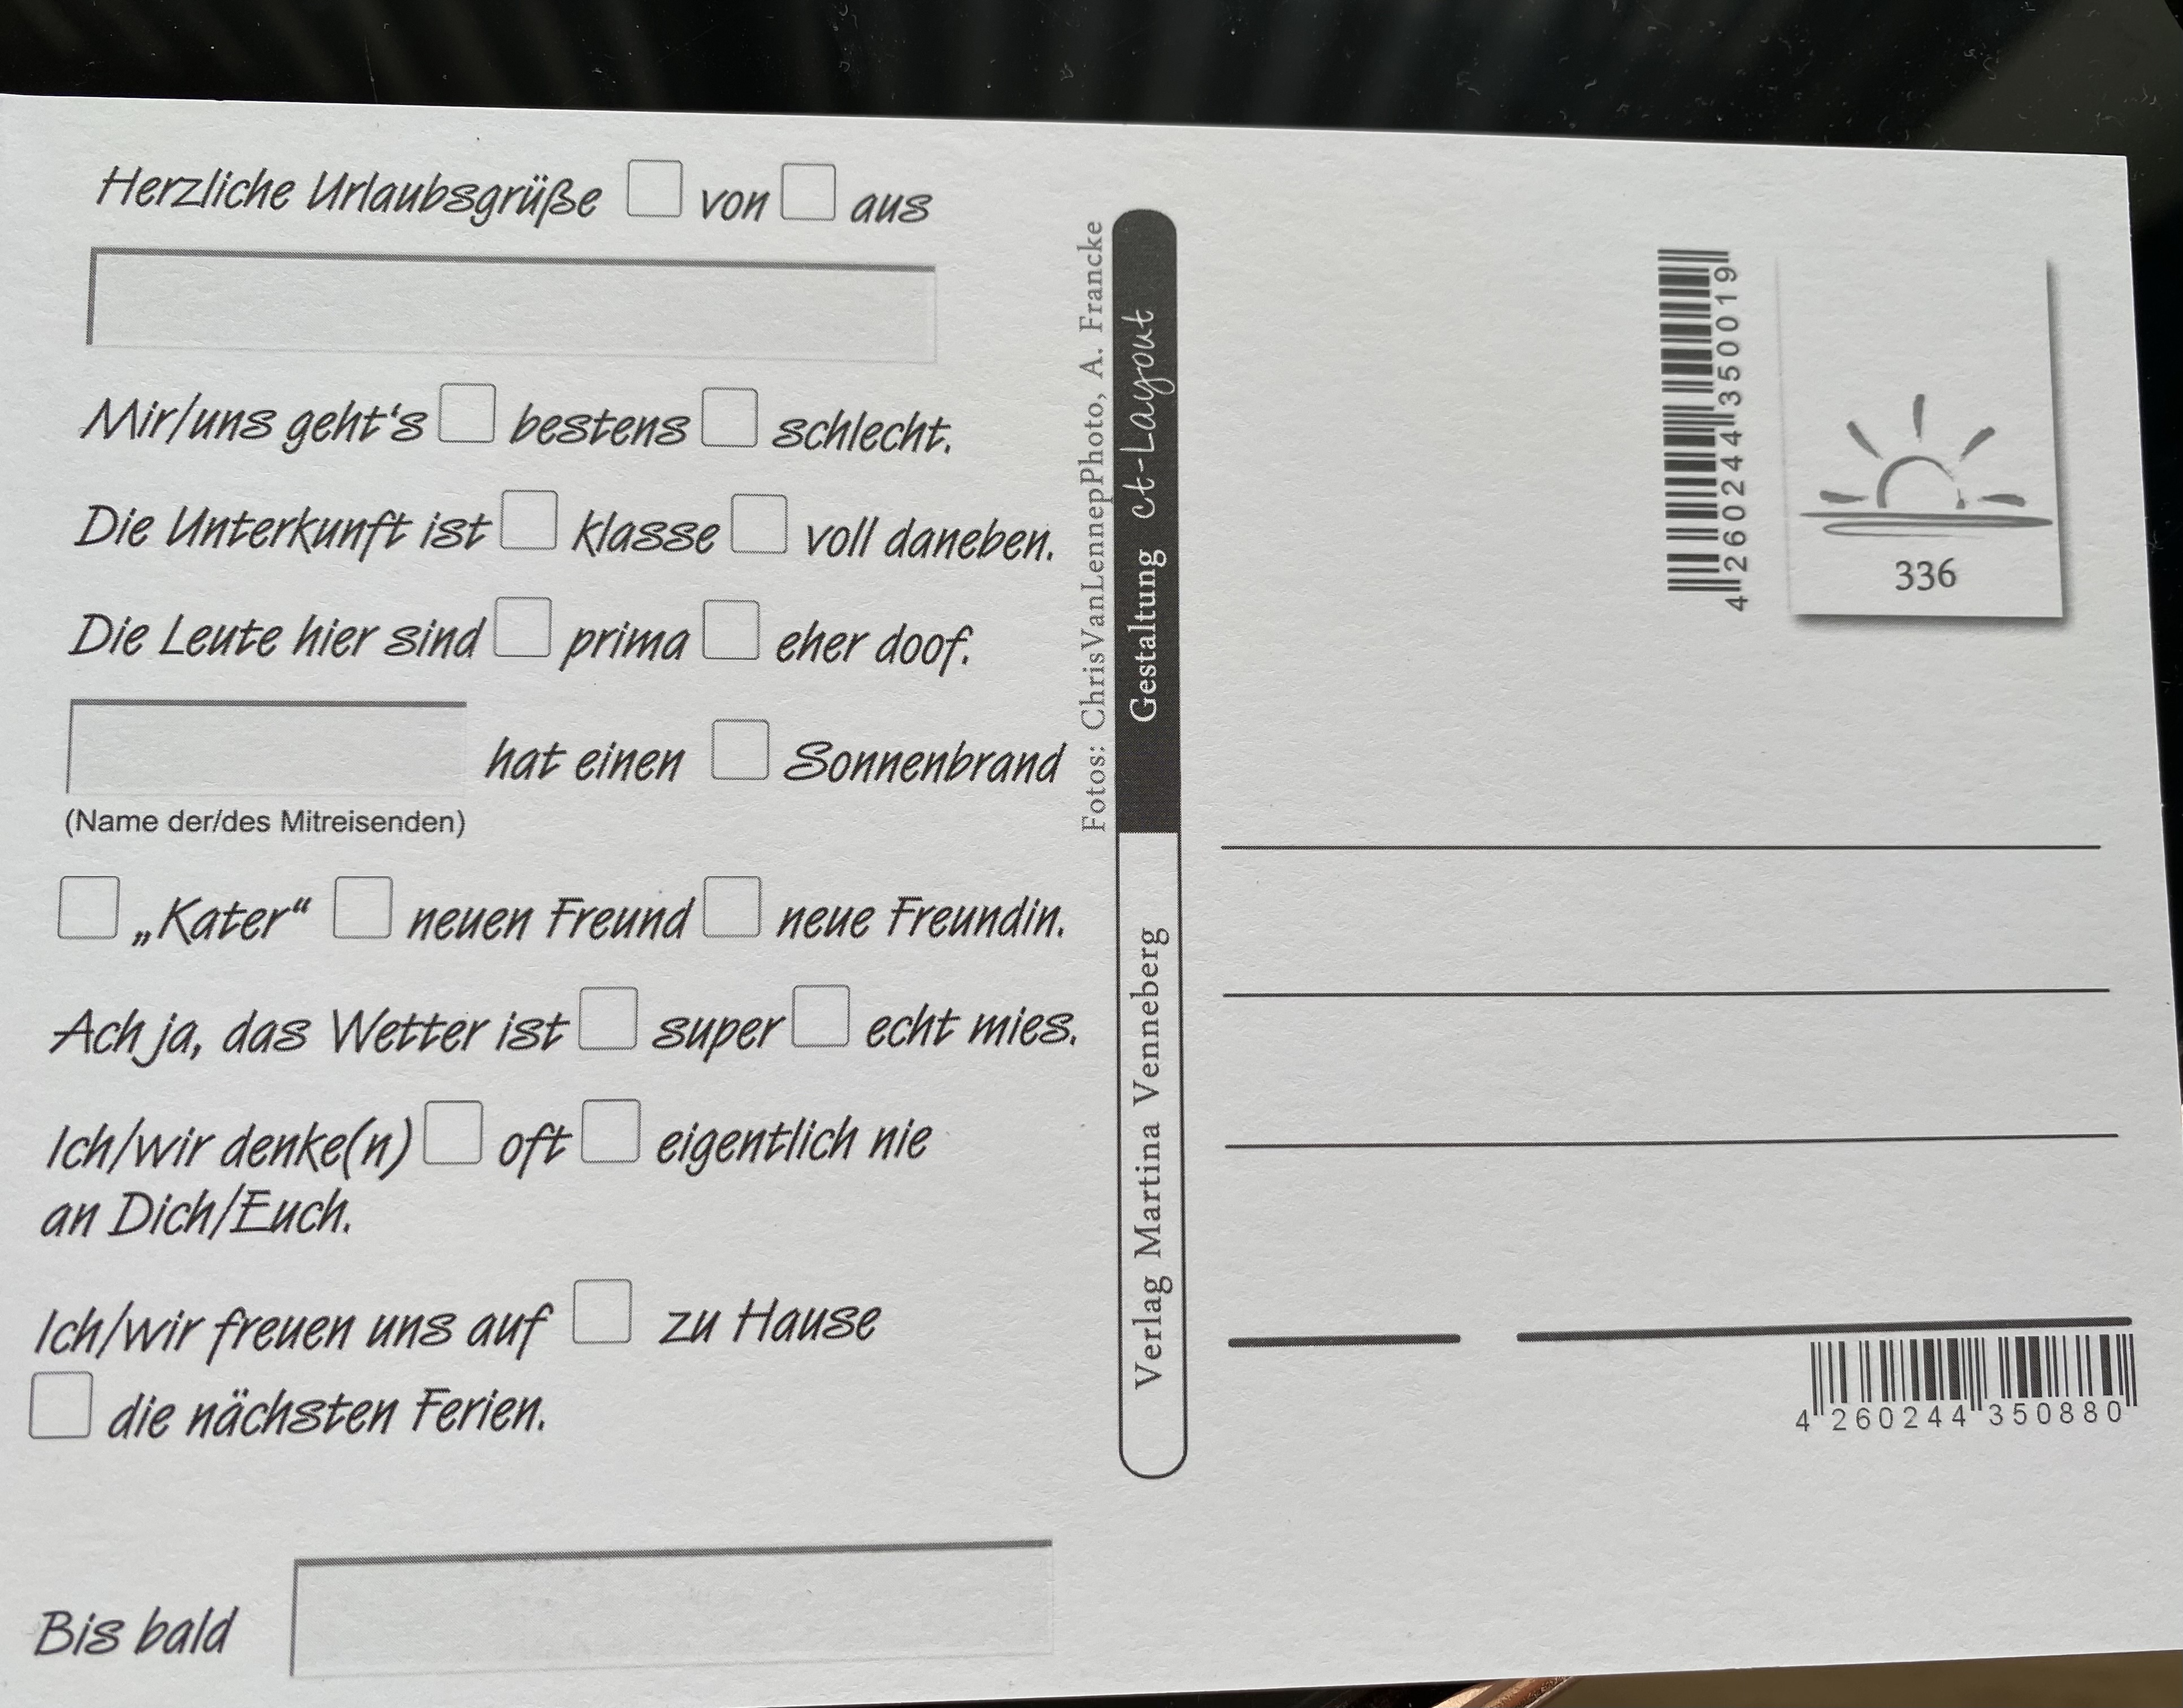 Herzliche Urlaubsgrüße von aus
Mir/uns geht's bestens schlecht.
Die Unterkunft ist klasse voll daneben.
Die Leute hier sind prima eher doof.
hat einen Sonnenbrand
(Name der/des Mitreisenden)
„Kater“ neuen Freund neue Freundin.
Ach ja, das Wetter ist super echt mies.
Ich/wir denke(n) oft eigentlich nie
an Dich/Euch.
Ich/wir freuen uns auf zu Hause
die nächsten Ferien.
Bis bald
Fotos: ChrisVanLennepPhoto, A. Francke
Verlag Martina Venneberg Gestaltung ct-Layout
4 260244 350019
336
4 260244 350880